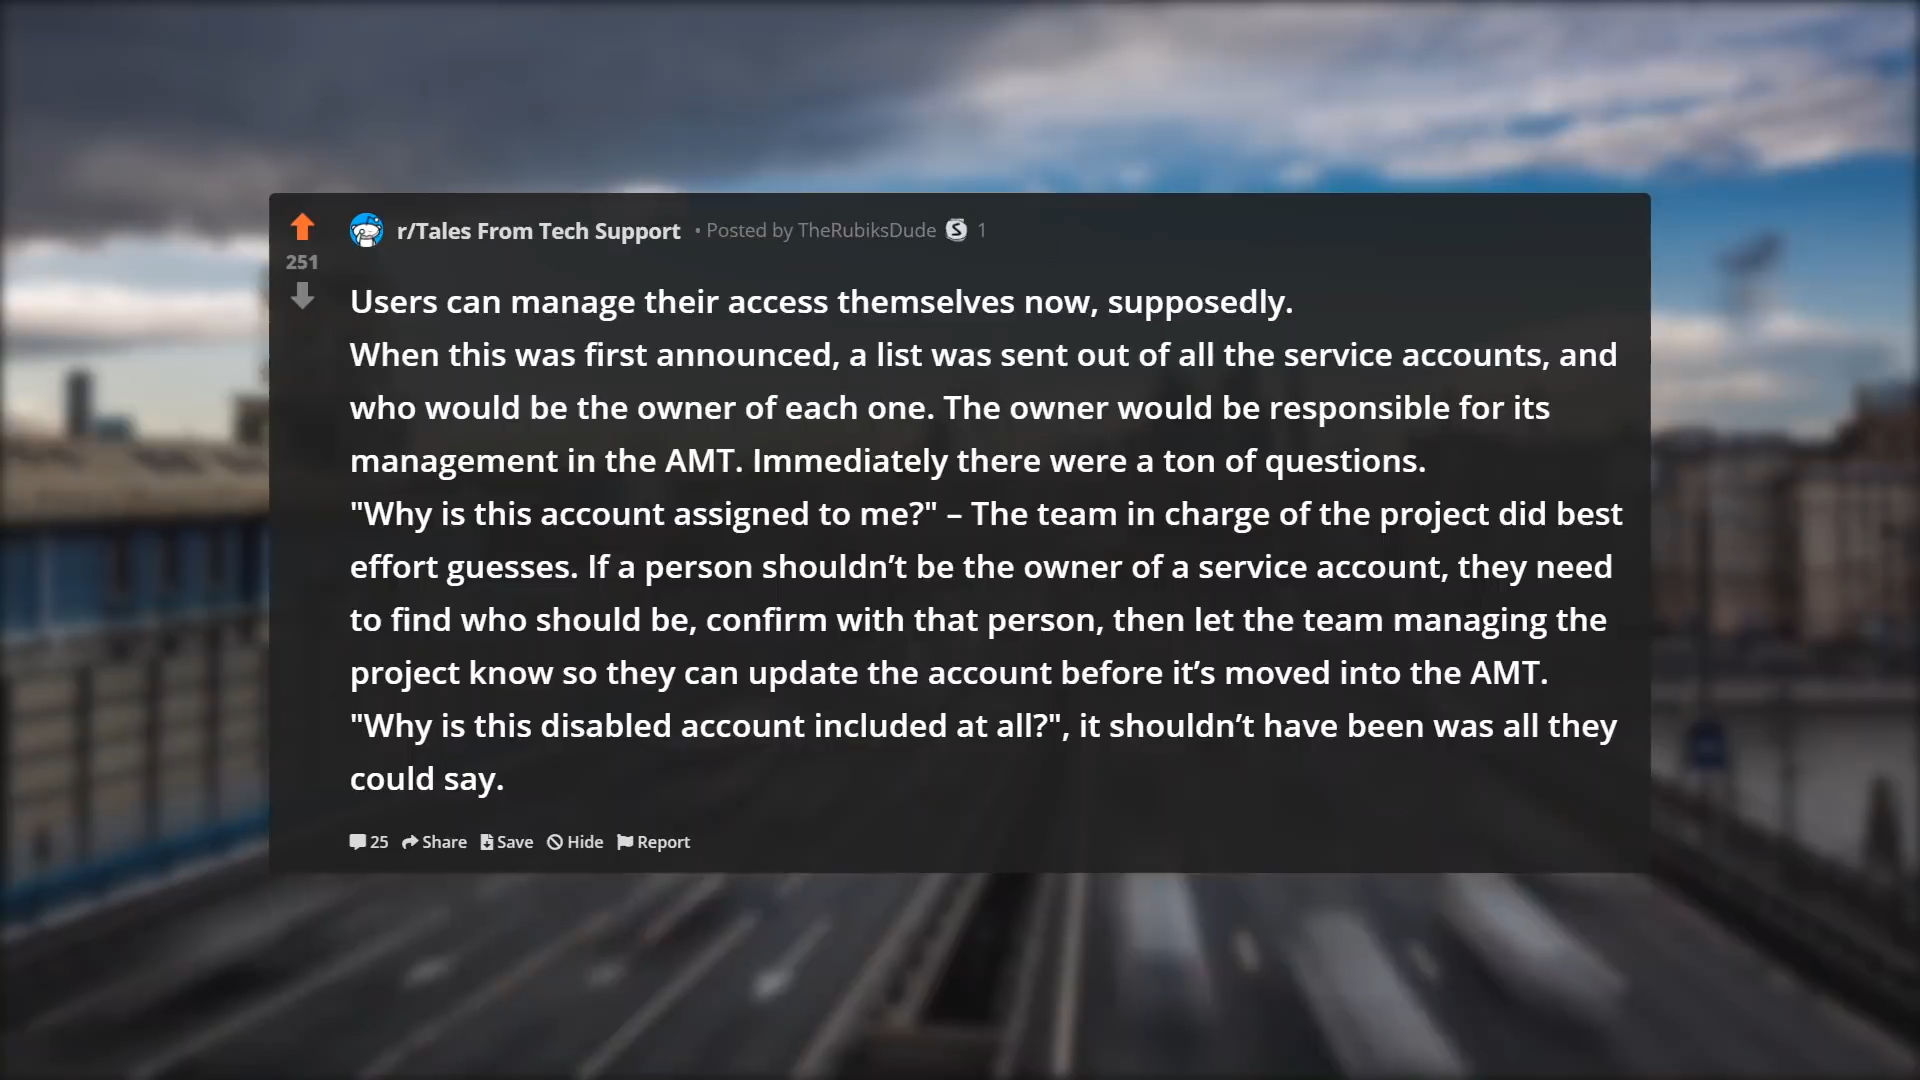 r/Tales From Tech Support • Posted by TheRubiksDude S 1
251
Users can manage their access themselves now, supposedly.
When this was first announced, a list was sent out of all the service accounts, and
who would be the owner of each one. The owner would be responsible for its
management in the AMT. Immediately there were a ton of questions.
"Why is this account assigned to me?" – The team in charge of the project did best
effort guesses. If a person shouldn’t be the owner of a service account, they need
to find who should be, confirm with that person, then let the team managing the
project know so they can update the account before it’s moved into the AMT.
"Why is this disabled account included at all?", it shouldn’t have been was all they
could say.
25 Share Save Hide Report